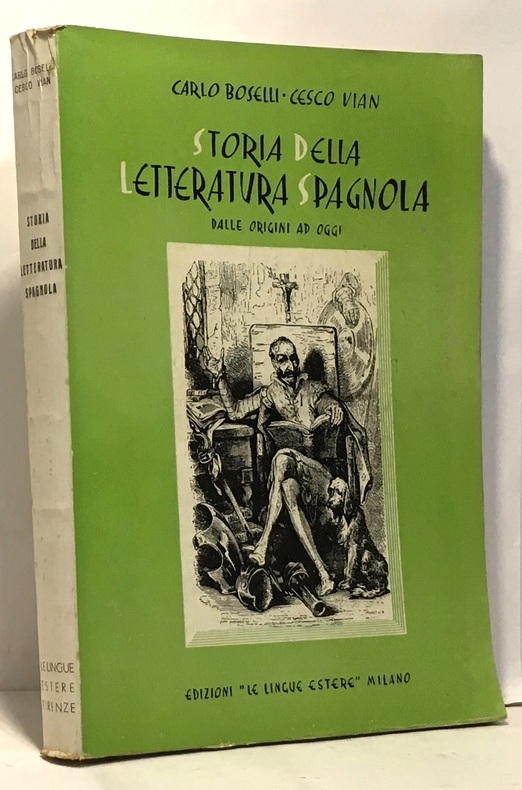 CARLO BOSELLI · CESCO VIAN
STORIA DELLA
LETTERATURA SPAGNOLA
DALLE ORIGINI AD OGGI
EDIZIONI "LE LINGUE ESTERE" MILANO
CARLO BOSELLI
CESCO VIAN
STORIA
DELLA
LETTERATURA
SPAGNOLA
LE LINGUE
ESTERE
FIRENZE